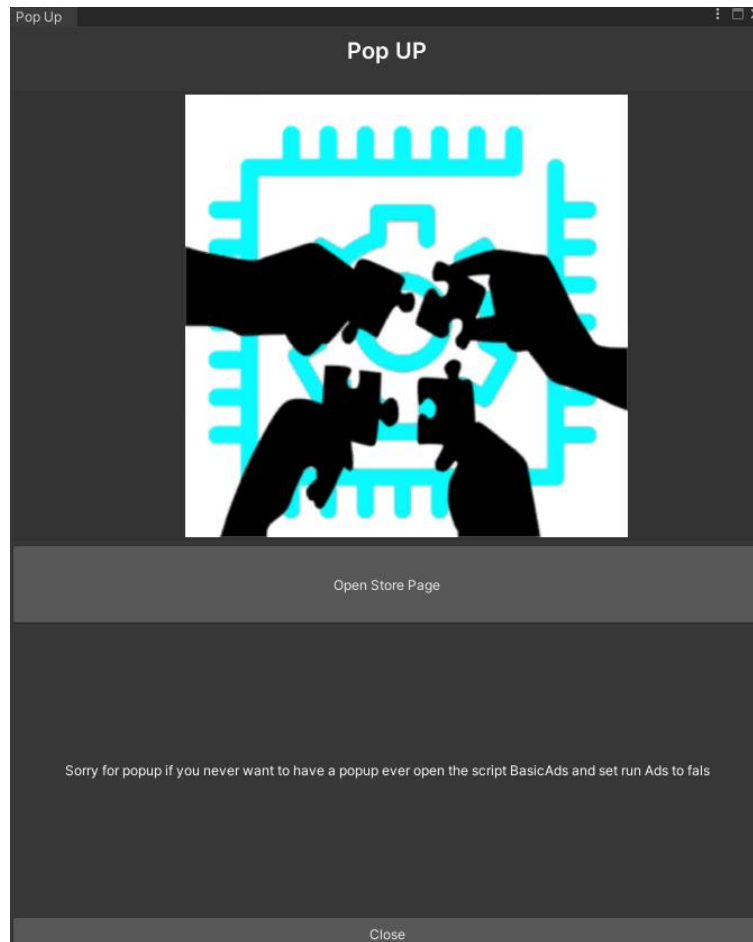 Pop Up
Pop UP
Open Store Page
Sorry for popup if you never want to have a popup ever open the script BasicAds and set run Ads to fals
Close